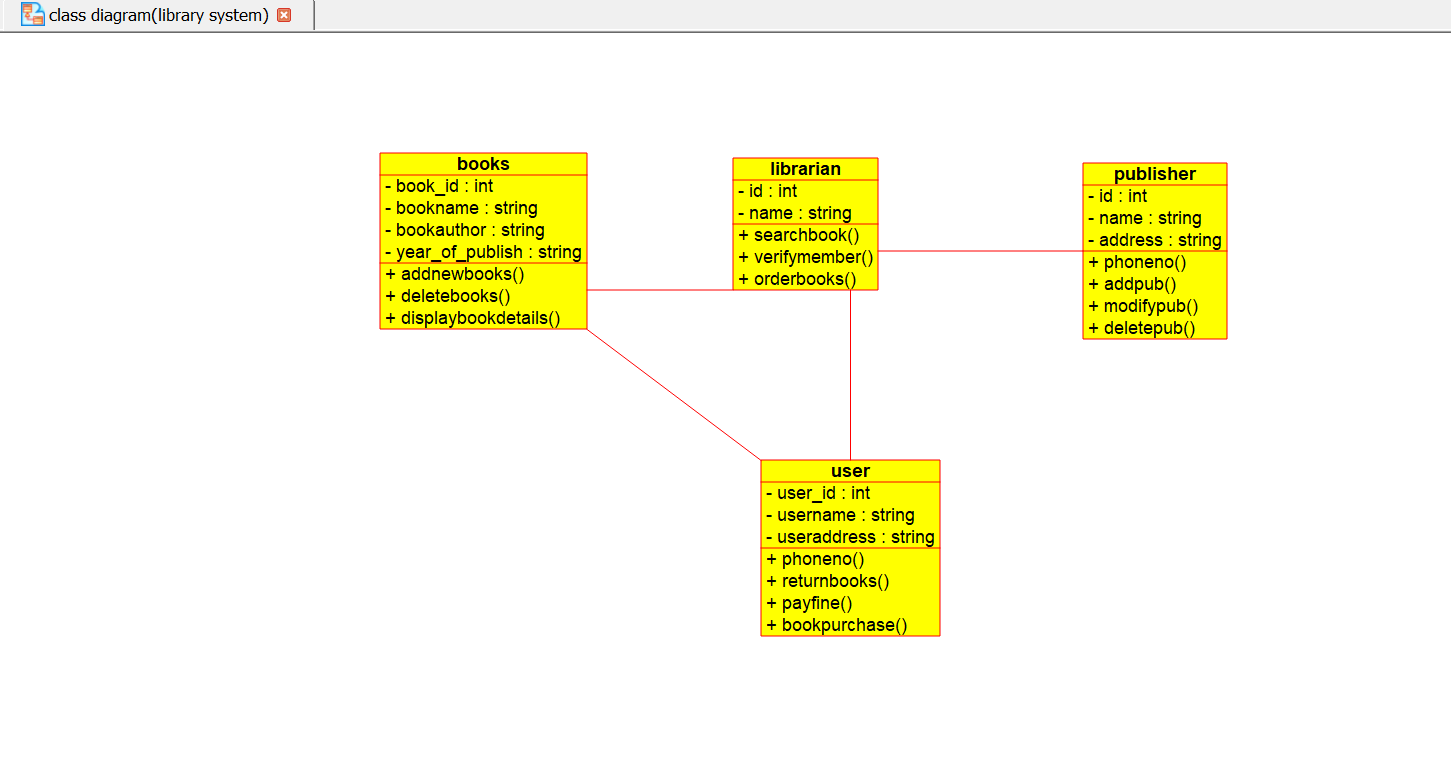 class diagram(library system)
books
- book_id : int
- bookname : string
- bookauthor : string
- year_of_publish : string
+ addnewbooks()
+ deletebooks()
+ displaybookdetails()
librarian
- id : int
- name : string
+ searchbook()
+ verifymember()
+ orderbooks()
publisher
- id : int
- name : string
- address : string
+ phoneno()
+ addpub()
+ modifypub()
+ deletepub()
user
- user_id : int
- username : string
- useraddress : string
+ phoneno()
+ returnbooks()
+ payfine()
+ bookpurchase()